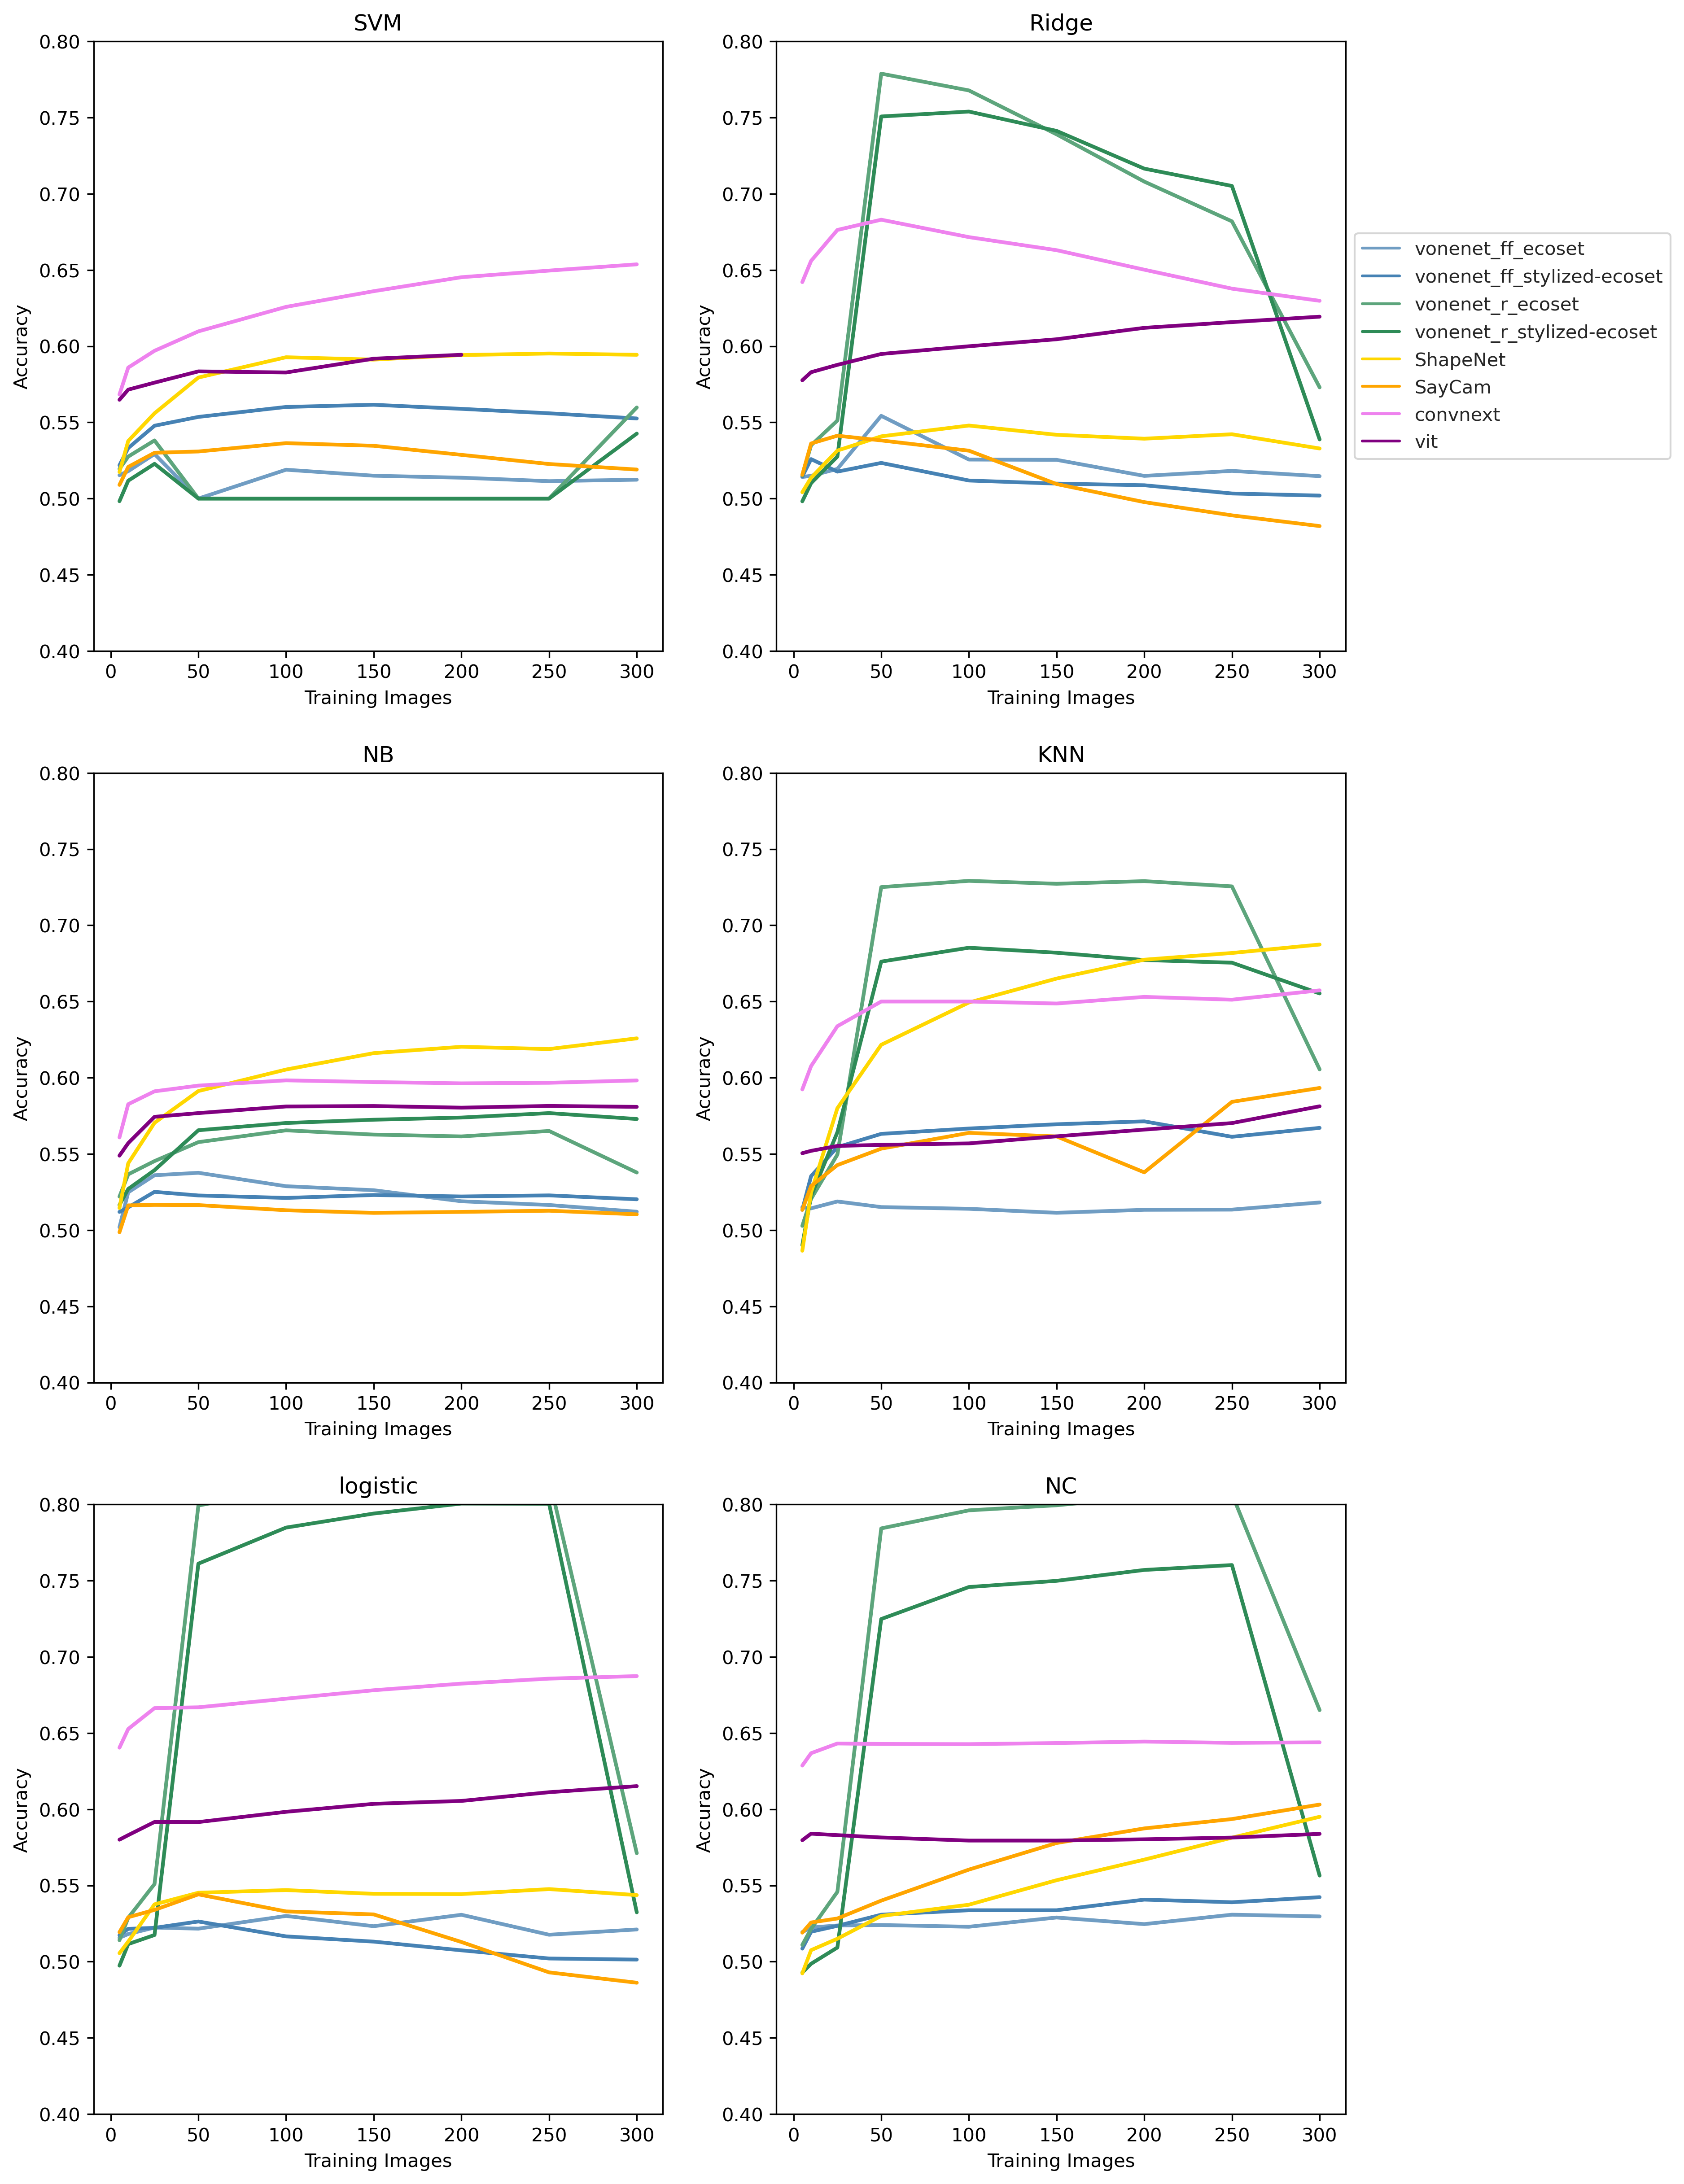 SVM
0.80
0.75
0.70
0.65
0.60
0.55
0.50
0.45
0.40
Accuracy
0 50 100 150 200 250 300
Training Images
Ridge
0.80
0.75
0.70
0.65
0.60
0.55
0.50
0.45
0.40
Accuracy
0 50 100 150 200 250 300
Training Images
vonenet_ff_ecoset
vonenet_ff_stylized-ecoset
vonenet_r_ecoset
vonenet_r_stylized-ecoset
ShapeNet
SayCam
convnext
vit
NB
0.80
0.75
0.70
0.65
0.60
0.55
0.50
0.45
0.40
Accuracy
0 50 100 150 200 250 300
Training Images
KNN
0.80
0.75
0.70
0.65
0.60
0.55
0.50
0.45
0.40
Accuracy
0 50 100 150 200 250 300
Training Images
logistic
0.80
0.75
0.70
0.65
0.60
0.55
0.50
0.45
0.40
Accuracy
0 50 100 150 200 250 300
Training Images
NC
0.80
0.75
0.70
0.65
0.60
0.55
0.50
0.45
0.40
Accuracy
0 50 100 150 200 250 300
Training Images